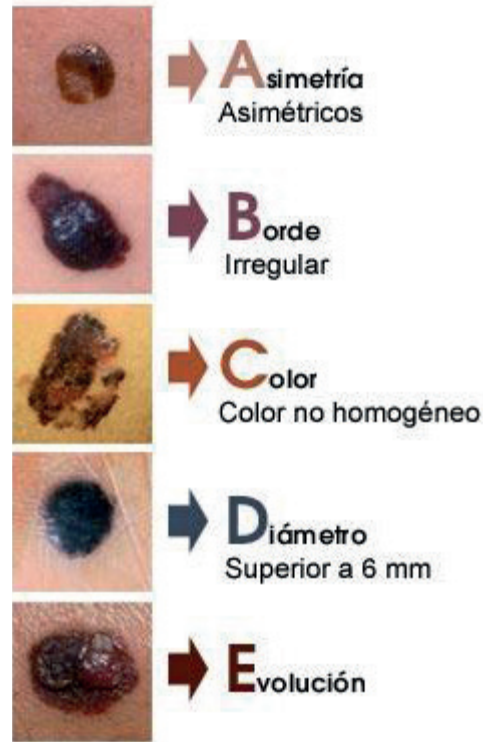 Asimetría
Asimétricos
Borde
Irregular
Color
Color no homogéneo
Diámetro
Superior a 6 mm
Evolución